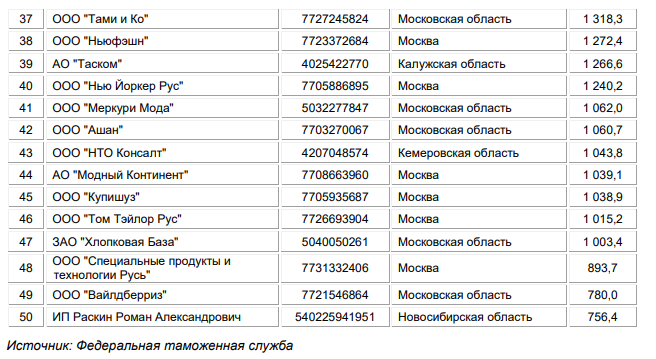 37 ООО "Тами и Ко" 7727245824 Московская область 1 318,3
38 ООО "Ньюфэшн" 7723372684 Москва 1 272,4
39 АО "Таском" 4025422770 Калужская область 1 266,6
40 ООО "Нью Йоркер Рус" 7705886895 Москва 1 240,2
41 ООО "Меркури Мода" 5032277847 Московская область 1 062,0
42 ООО "Ашан" 7703270067 Московская область 1 060,7
43 ООО "НТО Консалт" 4207048574 Кемеровская область 1 043,8
44 АО "Модный Континент" 7708663960 Москва 1 039,1
45 ООО "Купишуз" 7705935687 Москва 1 038,9
46 ООО "Том Тэйлор Рус" 7726693904 Москва 1 015,2
47 ЗАО "Хлопковая База" 5040050261 Московская область 1 003,4
48 ООО "Специальные продукты и
технологии Русь" 7731332406 Москва 893,7
49 ООО "Вайлдберриз" 7721546864 Московская область 780,0
50 ИП Раскин Роман Александрович 540225941951 Новосибирская область 756,4
Источник: Федеральная таможенная служба